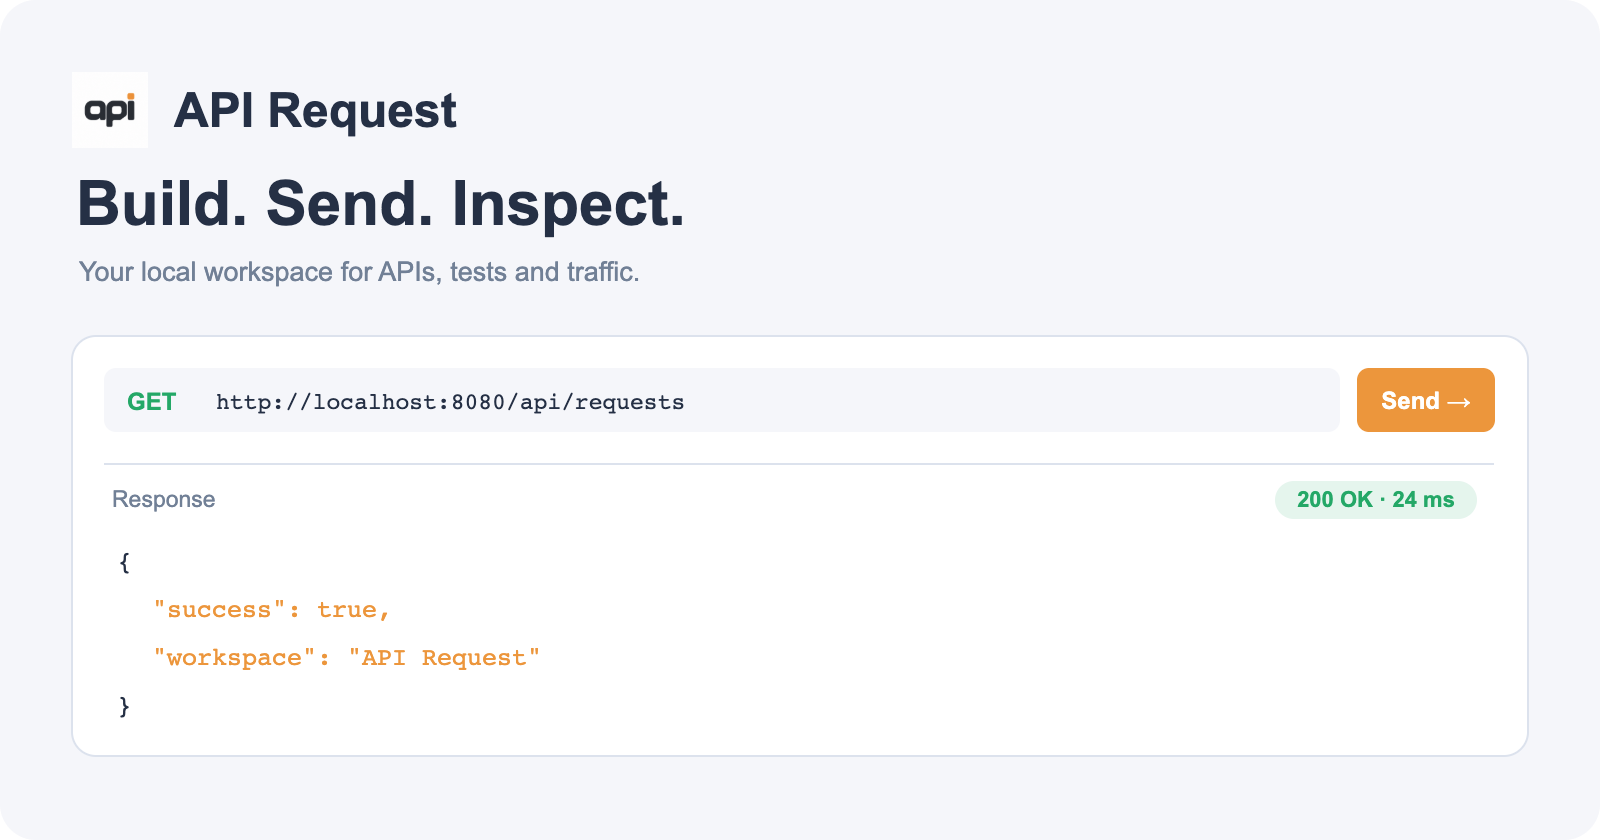 api API Request
Build. Send. Inspect.
Your local workspace for APIs, tests and traffic.
GET http://localhost:8080/api/requests Send →
Response 200 OK · 24 ms
{
"success": true,
"workspace": "API Request"
}